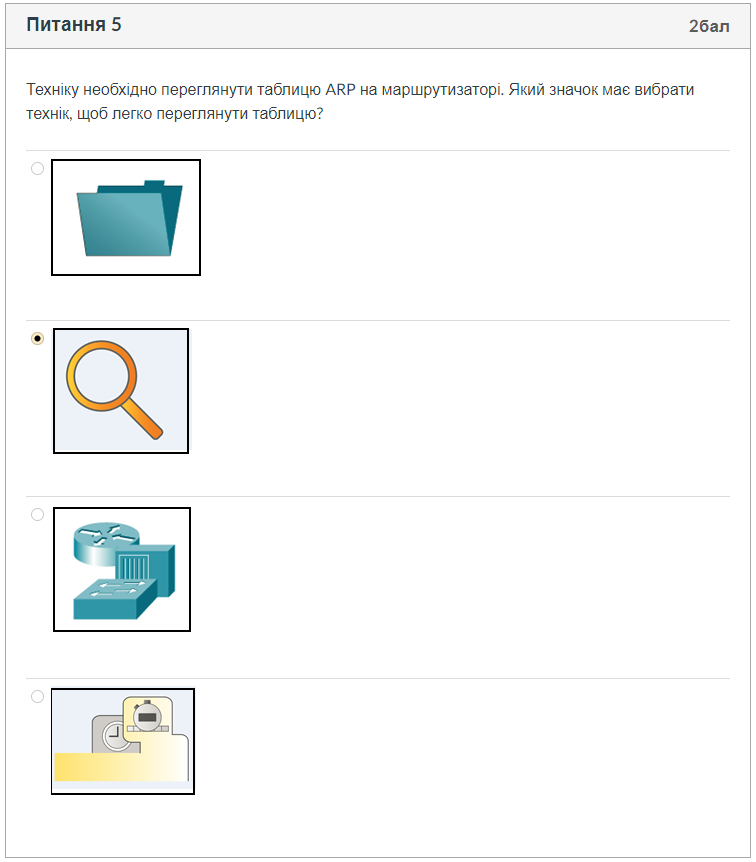 Питання 5
2бал
Техніку необхідно переглянути таблицю ARP на маршрутизаторі. Який значок має вибрати
технік, щоб легко переглянути таблицю?